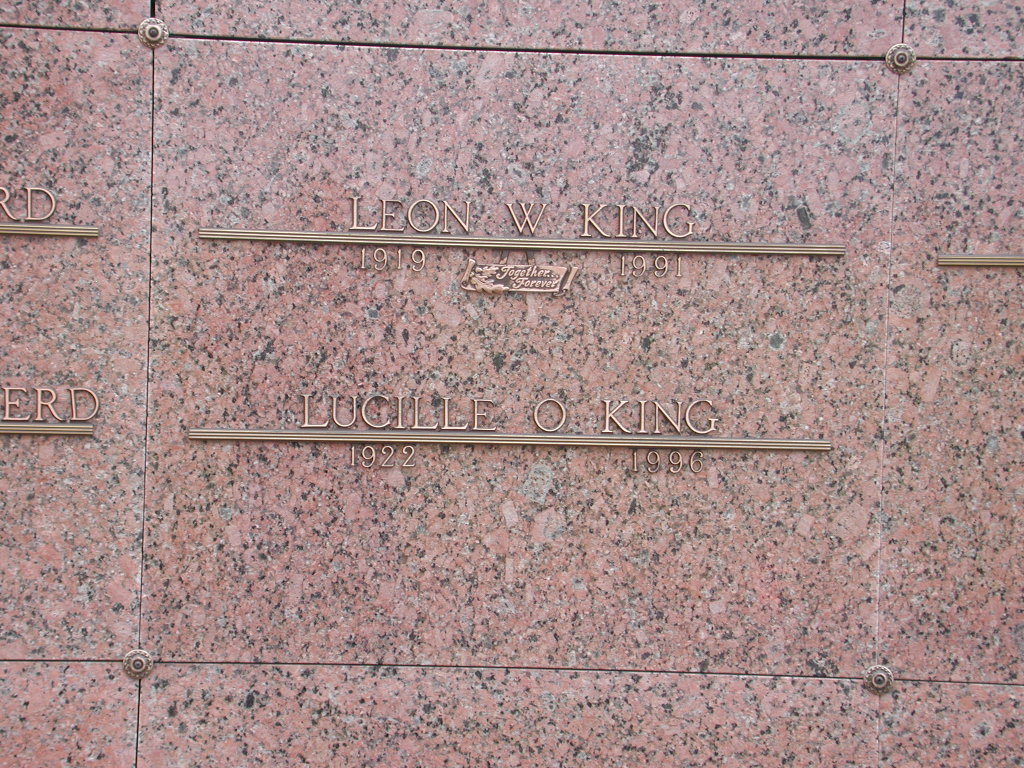 LEON W KING
1919 1991
Together
Forever
LUCILLE O KING
1922 1996
RD
ERD